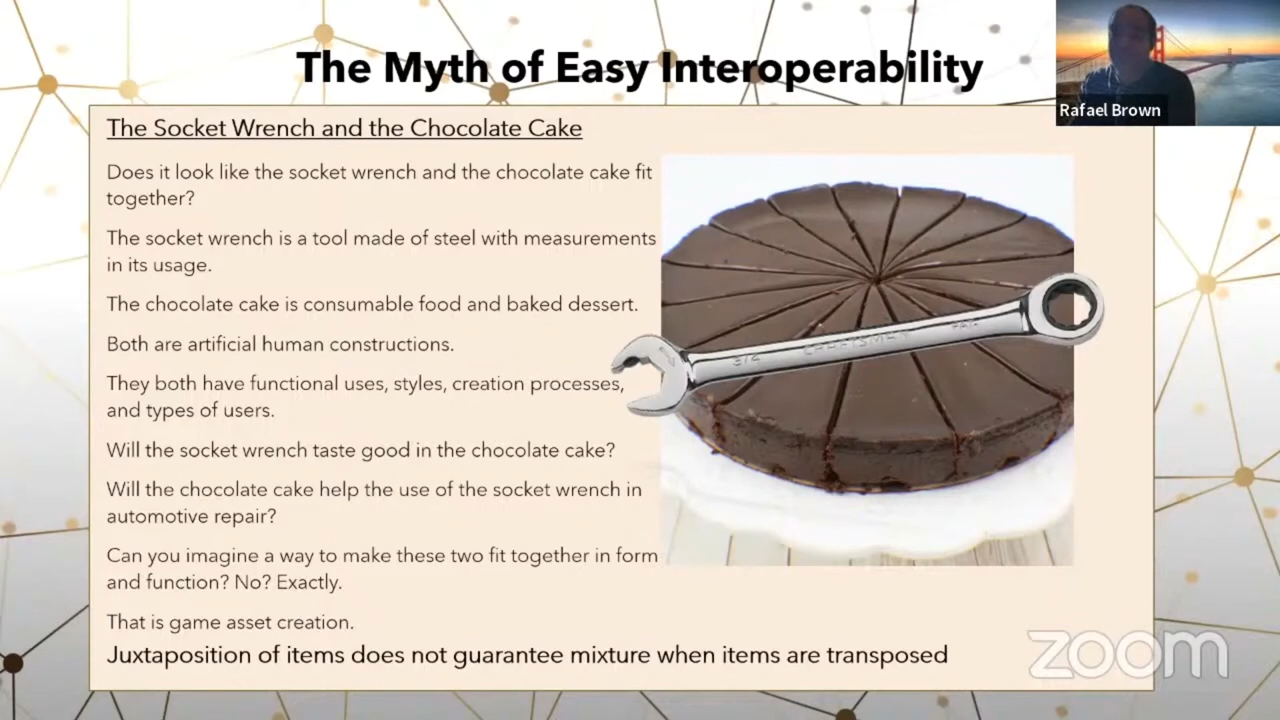 The Myth of Easy Interoperability
Rafael Brown
The Socket Wrench and the Chocolate Cake
Does it look like the socket wrench and the chocolate cake fit
together?
The socket wrench is a tool made of steel with measurements
in its usage.
The chocolate cake is consumable food and baked dessert.
Both are artificial human constructions.
They both have functional uses, styles, creation processes,
and types of users.
Will the socket wrench taste good in the chocolate cake?
Will the chocolate cake help the use of the socket wrench in
automotive repair?
Can you imagine a way to make these two fit together in form
and function? No? Exactly.
That is game asset creation.
Juxtaposition of items does not guarantee mixture when items are transposed
3/4 CRAFTSMAN
zoom